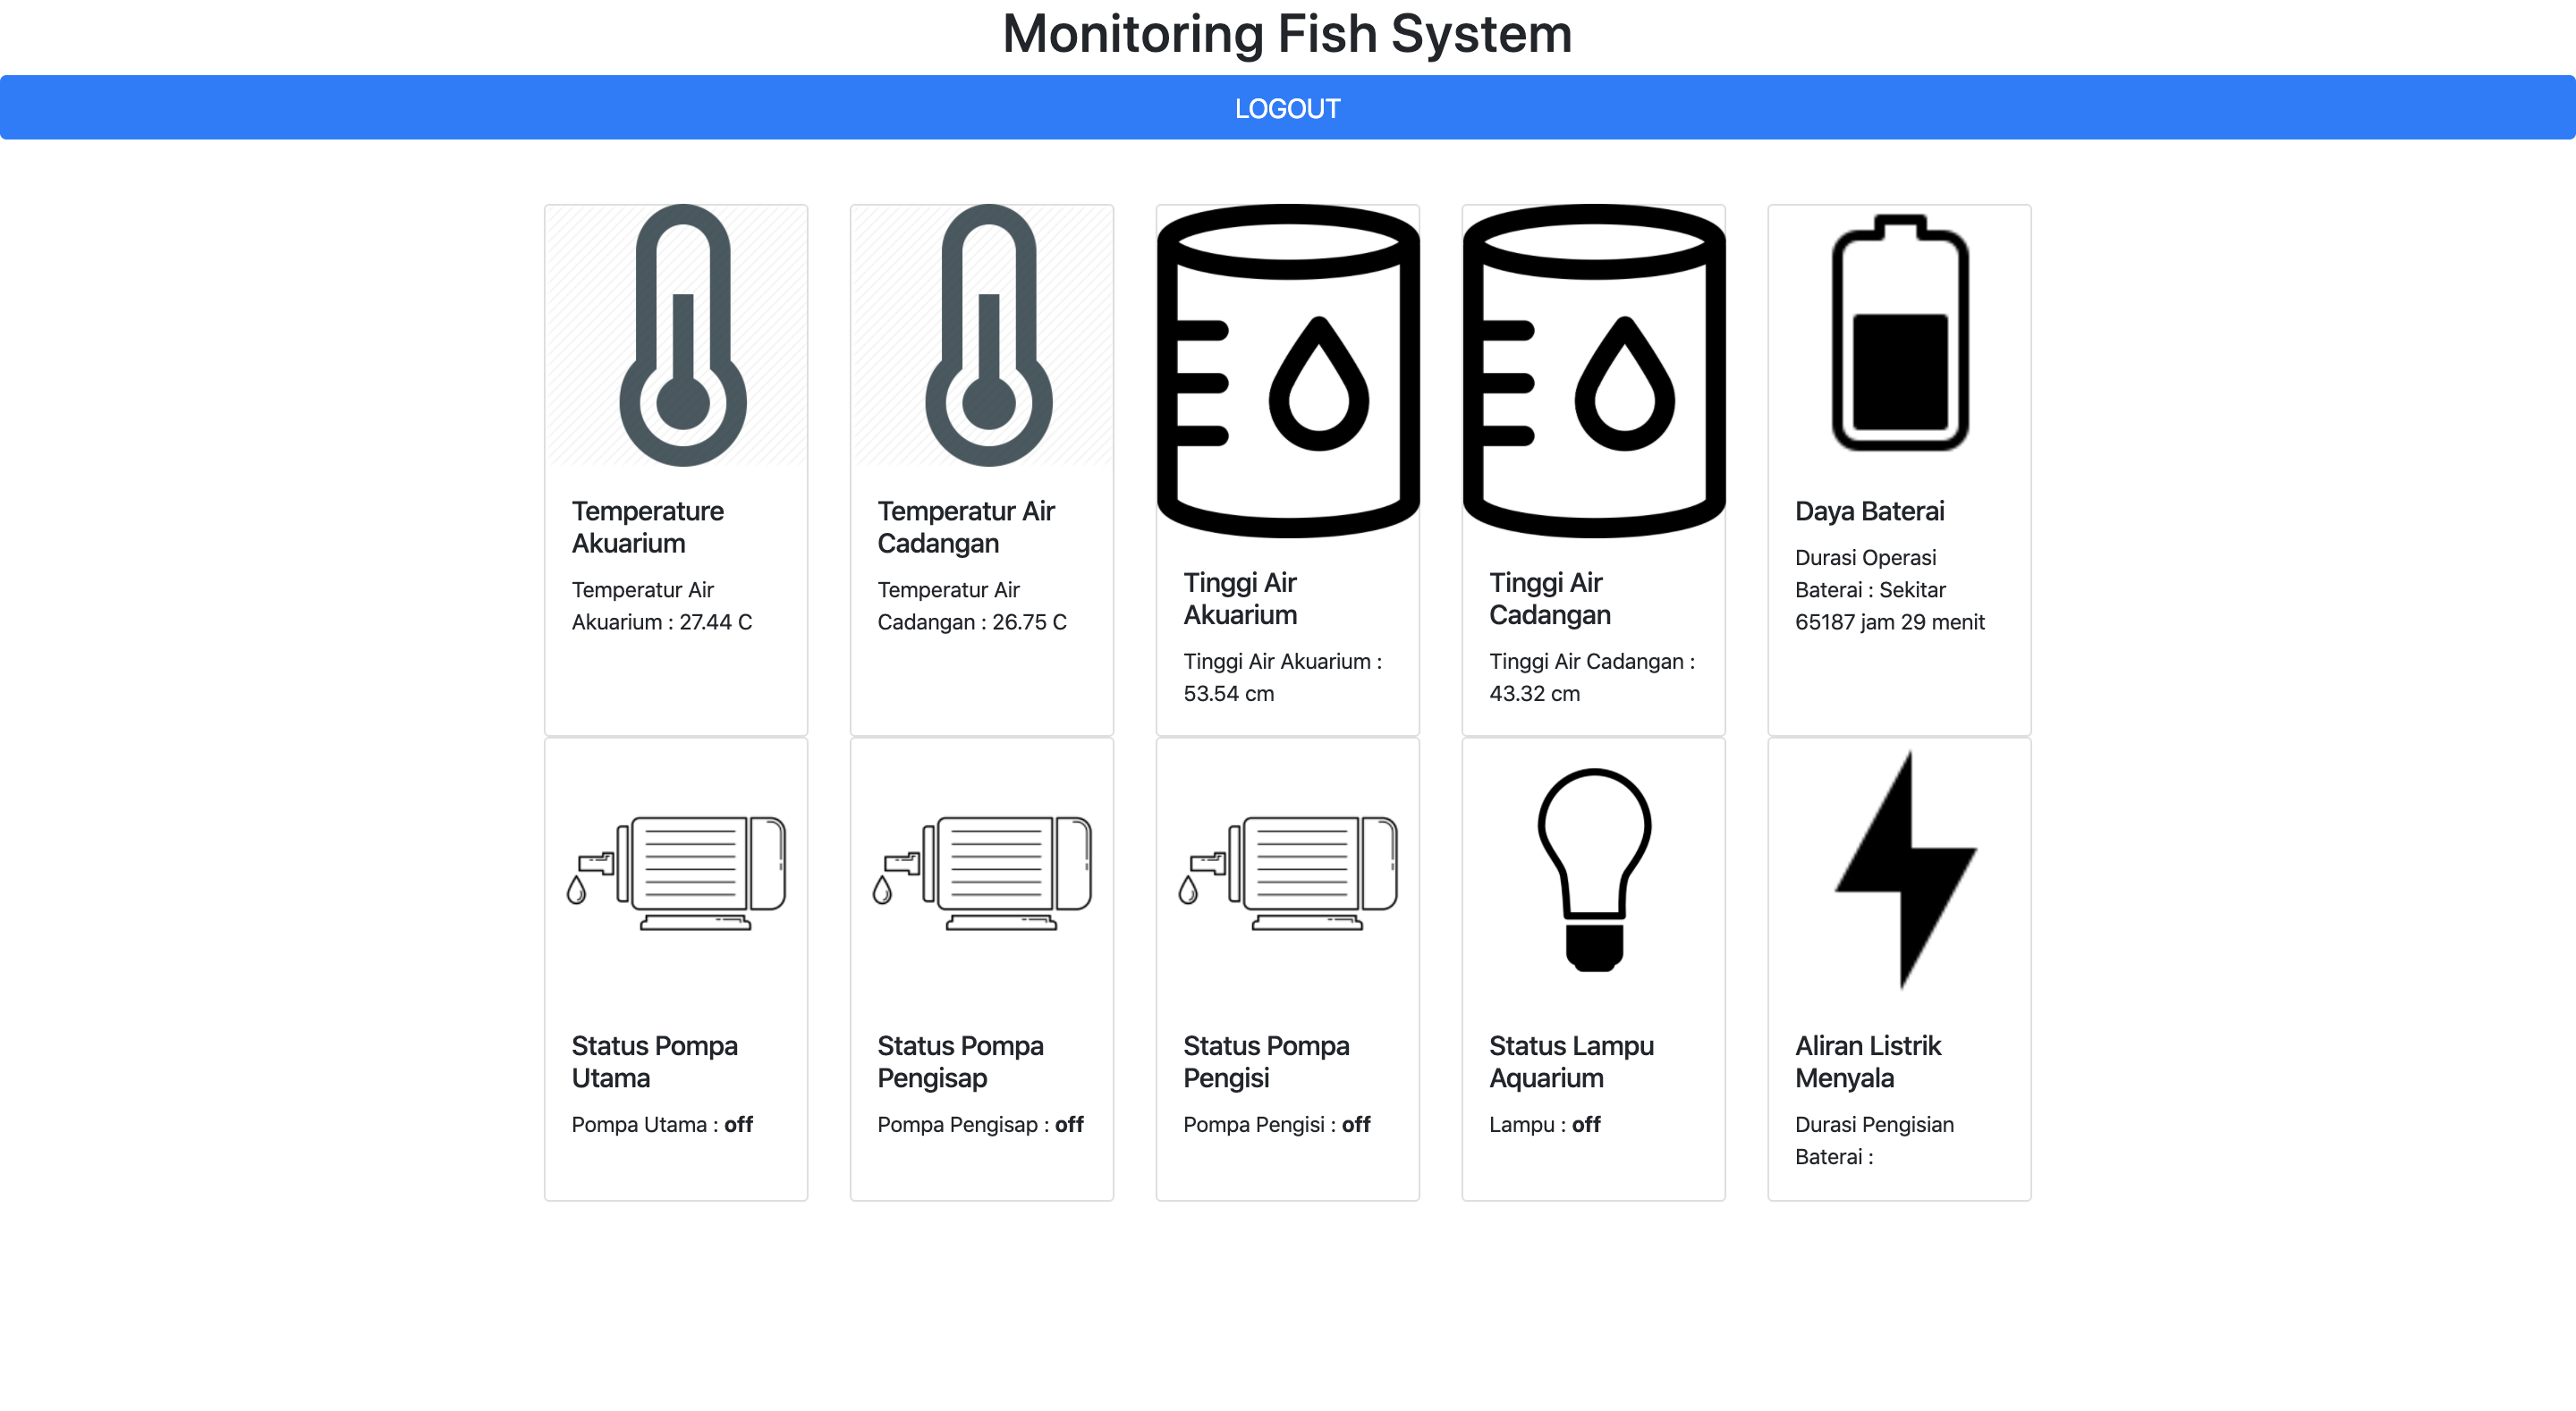 Monitoring Fish System
LOGOUT
Temperature
Akuarium
Temperatur Air
Akuarium : 27.44 C
Temperatur Air
Cadangan
Temperatur Air
Cadangan : 26.75 C
Tinggi Air
Akuarium
Tinggi Air Akuarium :
53.54 cm
Tinggi Air
Cadangan
Tinggi Air Cadangan :
43.32 cm
Daya Baterai
Durasi Operasi
Baterai : Sekitar
65187 jam 29 menit
Status Pompa
Utama
Pompa Utama : off
Status Pompa
Pengisap
Pompa Pengisap : off
Status Pompa
Pengisi
Pompa Pengisi : off
Status Lampu
Aquarium
Lampu : off
Aliran Listrik
Menyala
Durasi Pengisian
Baterai :